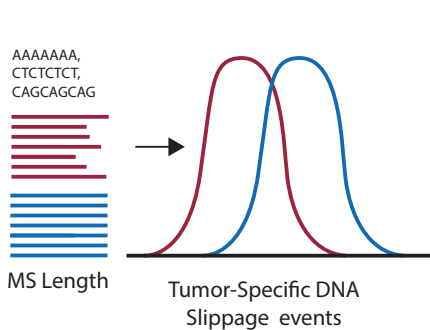 AAAAAAA,
CTCTCTCT,
CAGCAGCAG
MS Length
Tumor-Specific DNA
Slippage events